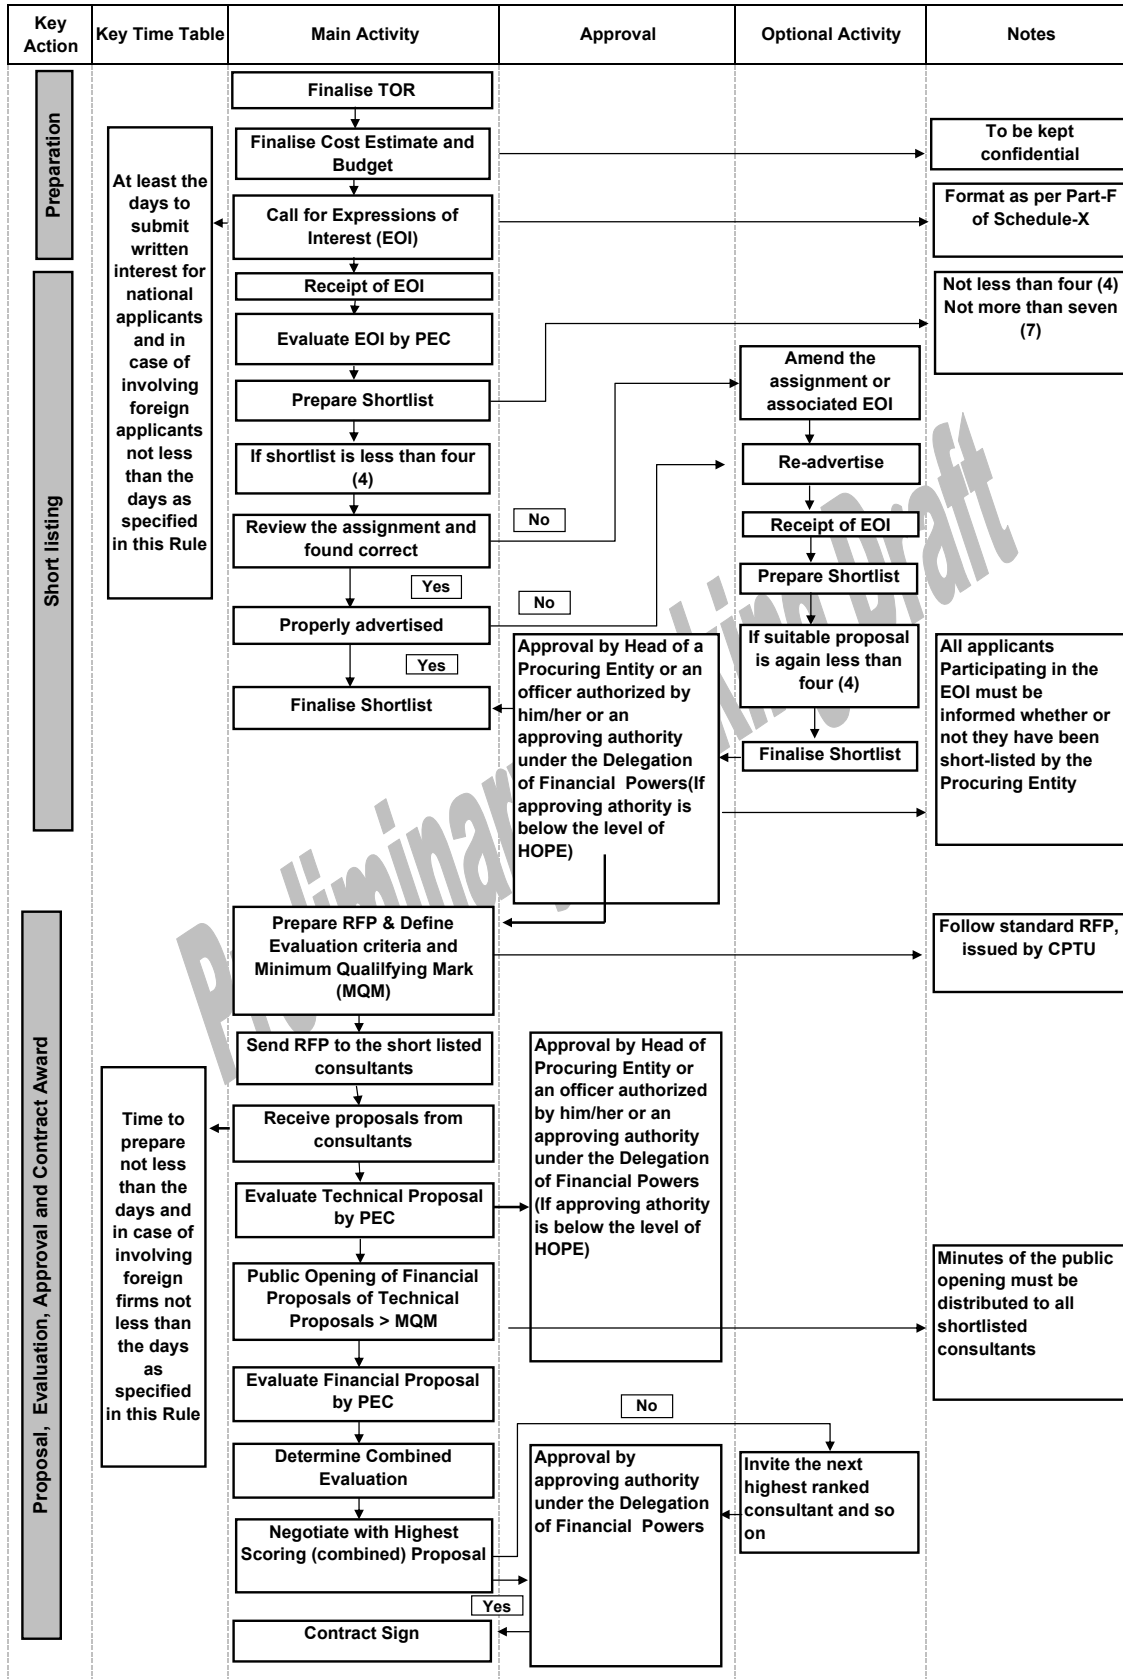 Key
Action
Key Time Table
Main Activity
Approval
Optional Activity
Notes
Preparation
Finalise TOR
Finalise Cost Estimate and
Budget
To be kept
confidential
At least the
days to
submit
written
interest for
national
applicants
and in
case of
involving
foreign
applicants
not less
than the
days as
specified
in this Rule
Call for Expressions of
Interest (EOI)
Format as per Part-F
of Schedule-X
Short listing
Receipt of EOI
Not less than four (4)
Not more than seven
(7)
Evaluate EOI by PEC
Prepare Shortlist
Amend the
assignment or
associated EOI
If shortlist is less than four
(4)
Re-advertise
Review the assignment and
found correct
No
Receipt of EOI
Yes
No
Prepare Shortlist
Properly advertised
Yes
If suitable proposal
is again less than
four (4)
Finalise Shortlist
Approval by Head of a
Procuring Entity or an
officer authorized by
him/her or an
approving authority
under the Delegation
of Financial Powers(If
approving athority is
below the level of
HOPE)
Finalise Shortlist
All applicants
Participating in the
EOI must be
informed whether or
not they have been
short-listed by the
Procuring Entity
Proposal, Evaluation, Approval and Contract Award
Prepare RFP & Define
Evaluation criteria and
Minimum Qualilfying Mark
(MQM)
Follow standard RFP,
issued by CPTU
Send RFP to the short listed
consultants
Time to
prepare
not less
than the
days and
in case of
involving
foreign
firms not
less than
the days
as
specified
in this Rule
Receive proposals from
consultants
Approval by Head of
Procuring Entity or
an officer authorized
by him/her or an
approving authority
under the Delegation
of Financial Powers
(If approving athority
is below the level of
HOPE)
Evaluate Technical Proposal
by PEC
Public Opening of Financial
Proposals of Technical
Proposals > MQM
Minutes of the public
opening must be
distributed to all
shortlisted
consultants
Evaluate Financial Proposal
by PEC
No
Determine Combined
Evaluation
Approval by
approving authority
under the Delegation
of Financial Powers
Invite the next
highest ranked
consultant and so
on
Negotiate with Highest
Scoring (combined) Proposal
Yes
Contract Sign
Draft